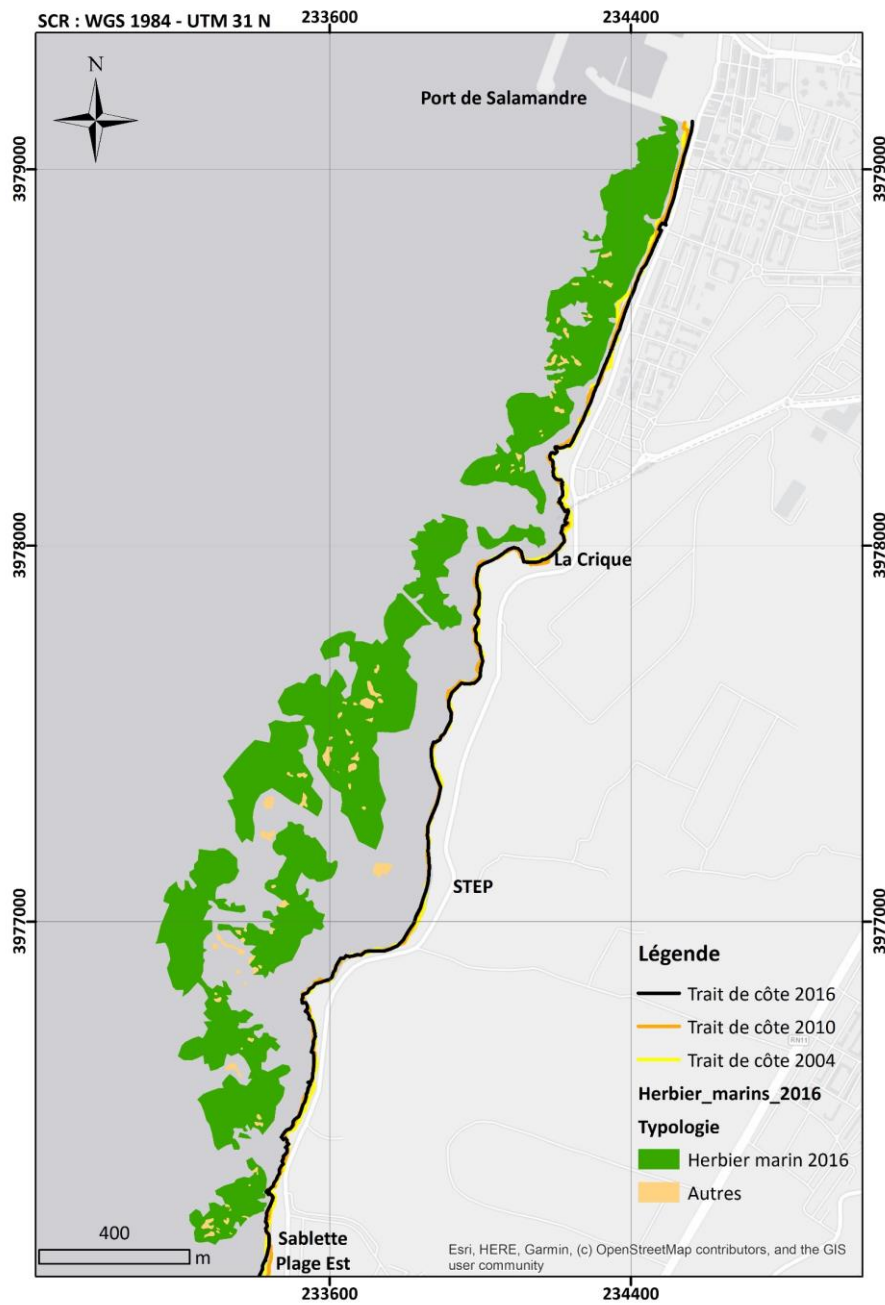 SCR : WGS 1984 - UTM 31 N
233600
234400
N
Port de Salamandre
3979000
3979000
3978000
3978000
La Crique
STEP
3977000
3977000
Légende
Trait de côte 2016
Trait de côte 2010
Trait de côte 2004
RN11
Herbier_marins_2016
Typologie
Herbier marin 2016
Autres
400
m
Sablette
Plage Est
Esri, HERE, Garmin, (c) OpenStreetMap contributors, and the GIS
user community
233600
234400